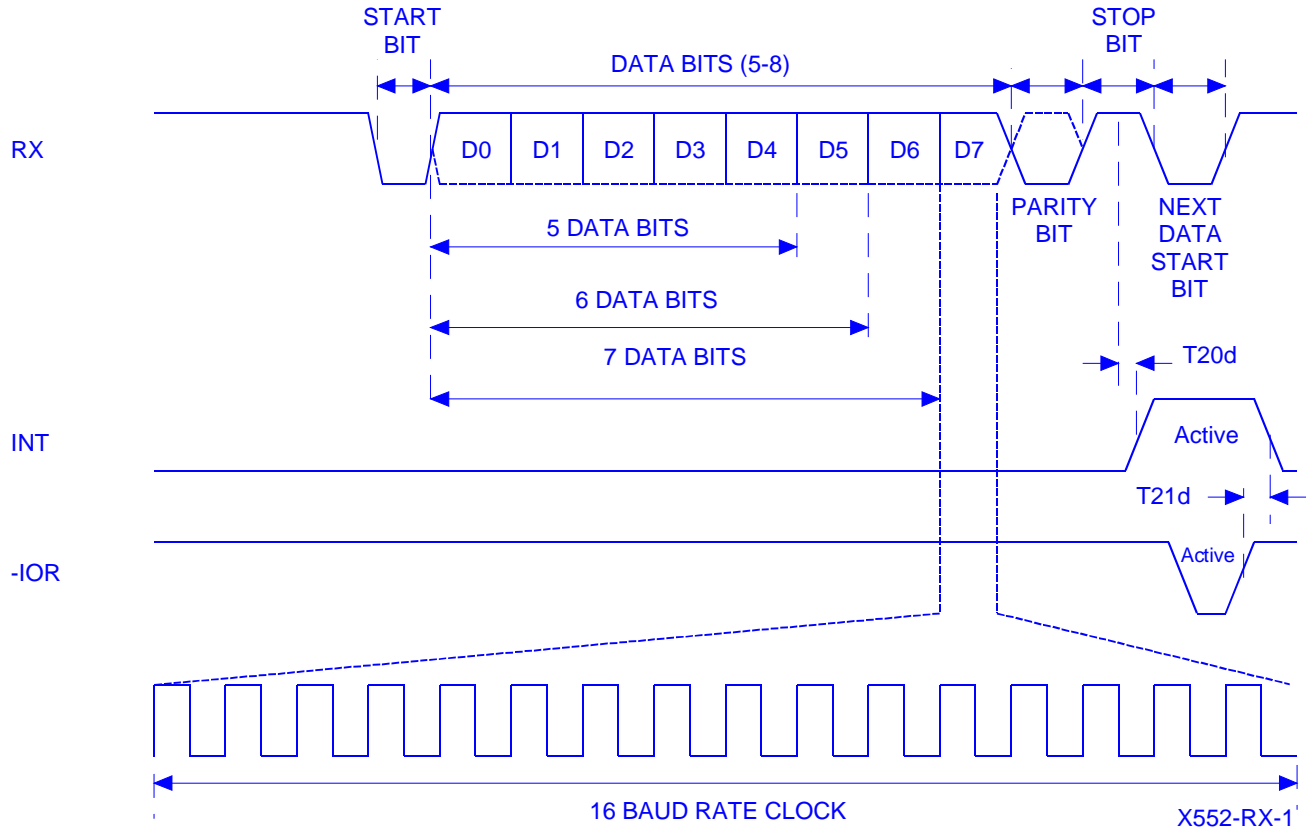 START
BIT
DATA BITS (5-8)
STOP
BIT
RX
D0 D1 D2 D3 D4 D5 D6 D7
PARITY
BIT
NEXT
DATA
START
BIT
5 DATA BITS
6 DATA BITS
7 DATA BITS
T20d
INT
Active
T21d
-IOR
Active
16 BAUD RATE CLOCK
X552-RX-1